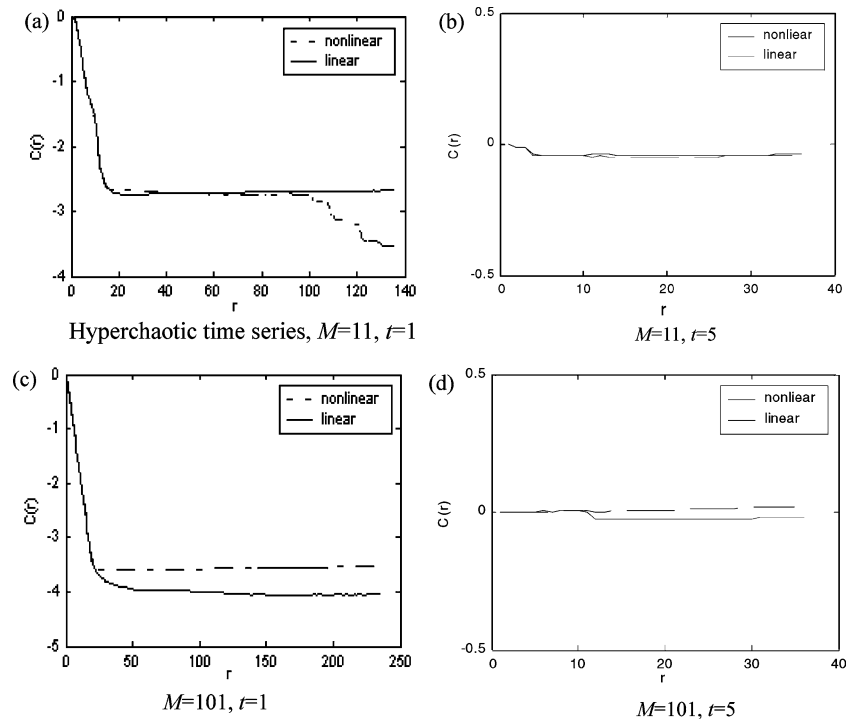 (a)
0
-1
-2
-3
-4
C(r)
nonlinear
linear
0 20 40 60 80 100 120 140
r
Hyperchaotic time series, M=11, t=1
(b)
0.5
0
-0.5
C (r)
nonliear
linear
0 10 20 30 40
r
M=11, t=5
(c)
0
-1
-2
-3
-4
-5
C(r)
nonlinear
linear
0 50 100 150 200 250
r
M=101, t=1
(d)
0.5
0
-0.5
C (r)
nonliear
linear
0 10 20 30 40
r
M=101, t=5